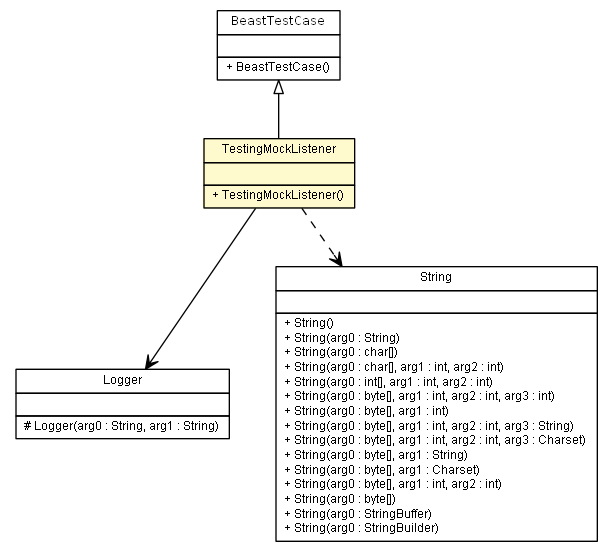 BeastTestCase
+ BeastTestCase()
TestingMockListener
+ TestingMockListener()
String
+ String()
+ String(arg0 : String)
+ String(arg0 : char[])
+ String(arg0 : char[], arg1 : int, arg2 : int)
+ String(arg0 : int[], arg1 : int, arg2 : int)
+ String(arg0 : byte[], arg1 : int, arg2 : int, arg3 : int)
+ String(arg0 : byte[], arg1 : int)
+ String(arg0 : byte[], arg1 : int, arg2 : int, arg3 : String)
+ String(arg0 : byte[], arg1 : int, arg2 : int, arg3 : Charset)
+ String(arg0 : byte[], arg1 : String)
+ String(arg0 : byte[], arg1 : Charset)
+ String(arg0 : byte[], arg1 : int, arg2 : int)
+ String(arg0 : byte[])
+ String(arg0 : StringBuffer)
+ String(arg0 : StringBuilder)
Logger
# Logger(arg0 : String, arg1 : String)